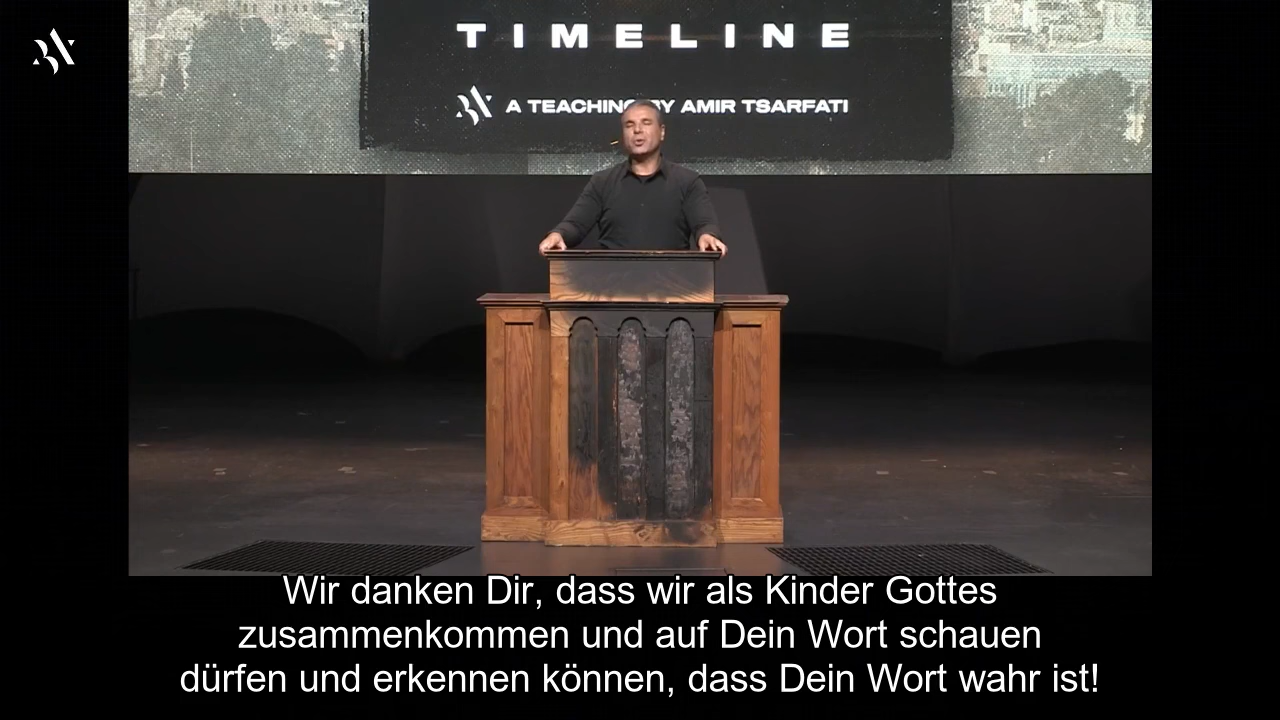 TIMELINE
A TEACHING BY AMIR TSARFATI
Wir danken Dir, dass wir als Kinder Gottes
zusammenkommen und auf Dein Wort schauen
dürfen und erkennen können, dass Dein Wort wahr ist!